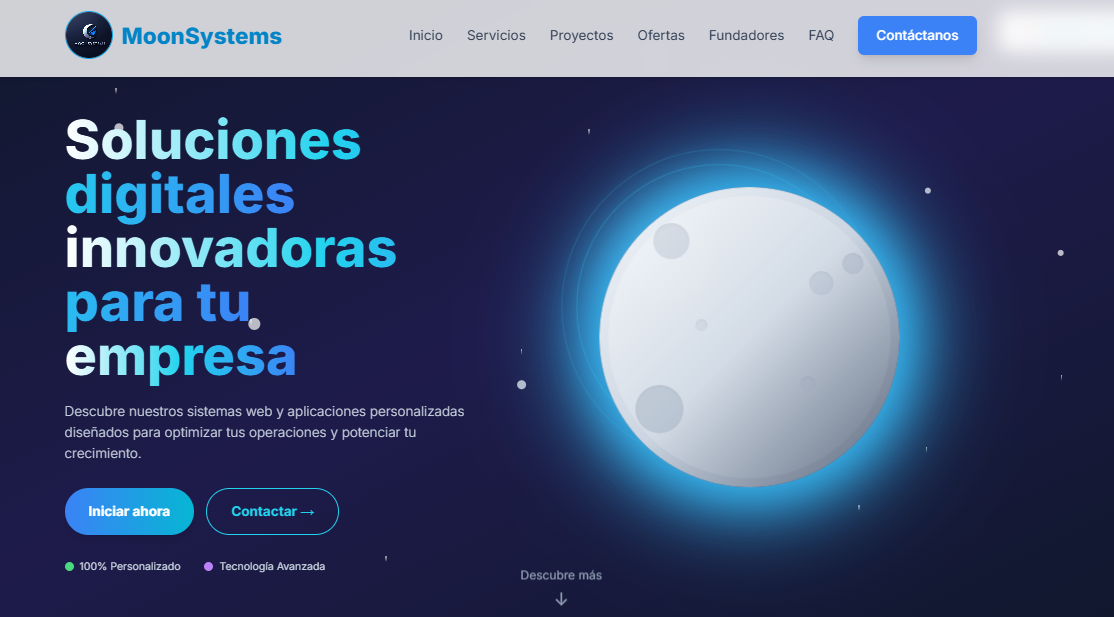 MoonSystems
Inicio Servicios Proyectos Ofertas Fundadores FAQ Contáctanos
Soluciones
digitales
innovadoras
para tu
empresa
Descubre nuestros sistemas web y aplicaciones personalizadas
diseñados para optimizar tus operaciones y potenciar tu
crecimiento.
Iniciar ahora Contactar →
100% Personalizado Tecnología Avanzada
Descubre más